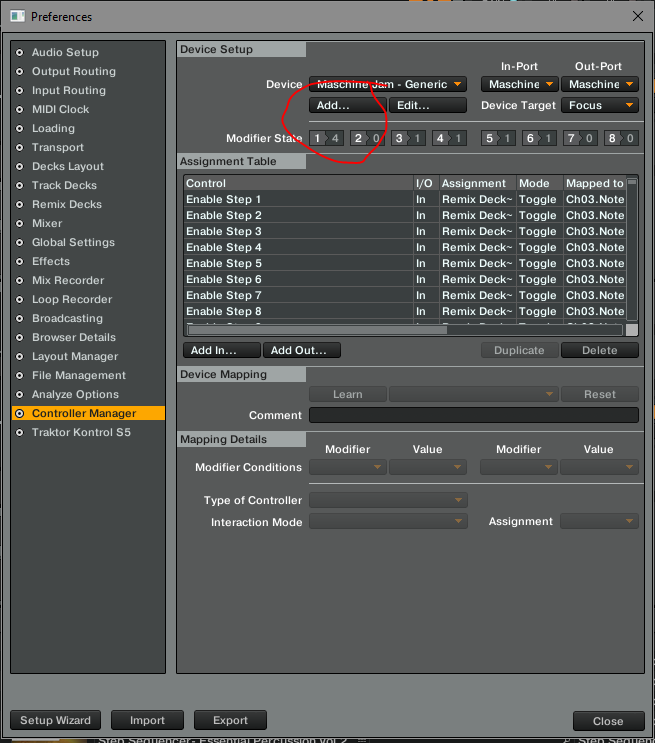 Preferences
Audio Setup
Output Routing
Input Routing
MIDI Clock
Loading
Transport
Decks Layout
Track Decks
Remix Decks
Mixer
Global Settings
Effects
Mix Recorder
Loop Recorder
Broadcasting
Browser Details
Layout Manager
File Management
Analyze Options
Controller Manager
Traktor Kontrol S5
Device Setup
In-Port Out-Port
Device Maschine Jam - Generic Maschine Maschine
Add... Edit... Device Target Focus
Modifier State 1 4 2 0 3 1 4 1 5 1 6 1 7 0 8 0
Assignment Table
Control I/O Assignment Mode Mapped to
Enable Step 1 In Remix Deck~ Toggle Ch03.Note
Enable Step 2 In Remix Deck~ Toggle Ch03.Note
Enable Step 3 In Remix Deck~ Toggle Ch03.Note
Enable Step 4 In Remix Deck~ Toggle Ch03.Note
Enable Step 5 In Remix Deck~ Toggle Ch03.Note
Enable Step 6 In Remix Deck~ Toggle Ch03.Note
Enable Step 7 In Remix Deck~ Toggle Ch03.Note
Enable Step 8 In Remix Deck~ Toggle Ch03.Note
Add In... Add Out... Duplicate Delete
Device Mapping
Learn Reset
Comment
Mapping Details
Modifier Value Modifier Value
Modifier Conditions
Type of Controller
Interaction Mode Assignment
Setup Wizard Import Export Close
Step Sequencer- Essential Percussion Vol 2 Step Sequencer